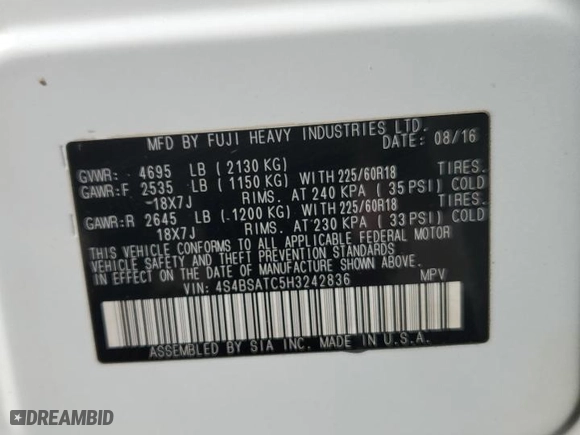 MFD BY FUJI HEAVY INDUSTRIES LTD.
DATE: 08/16
GVWR: 4695 LB ( 2130 KG)
GAWR:F 2535 LB ( 1150 KG) WITH 225/60R18 TIRES.
-18X7J RIMS. AT 240 KPA ( 35 PSI) COLD
GAWR:R 2645 LB ( 1200 KG) WITH 225/60R18 TIRES.
18X7J RIMS. AT 230 KPA ( 33 PSI) COLD
THIS VEHICLE CONFORMS TO ALL APPLICABLE FEDERAL MOTOR
VEHICLE SAFETY AND THEFT PREVENTION STANDARDS
IN EFFECT ON THE DATE OF MANUFACTURE SHOWN ABOVE.
VIN: 4S4BSATC5H3242836 MPV
ASSEMBLED BY SIA INC. MADE IN U.S.A.
DREAMBID